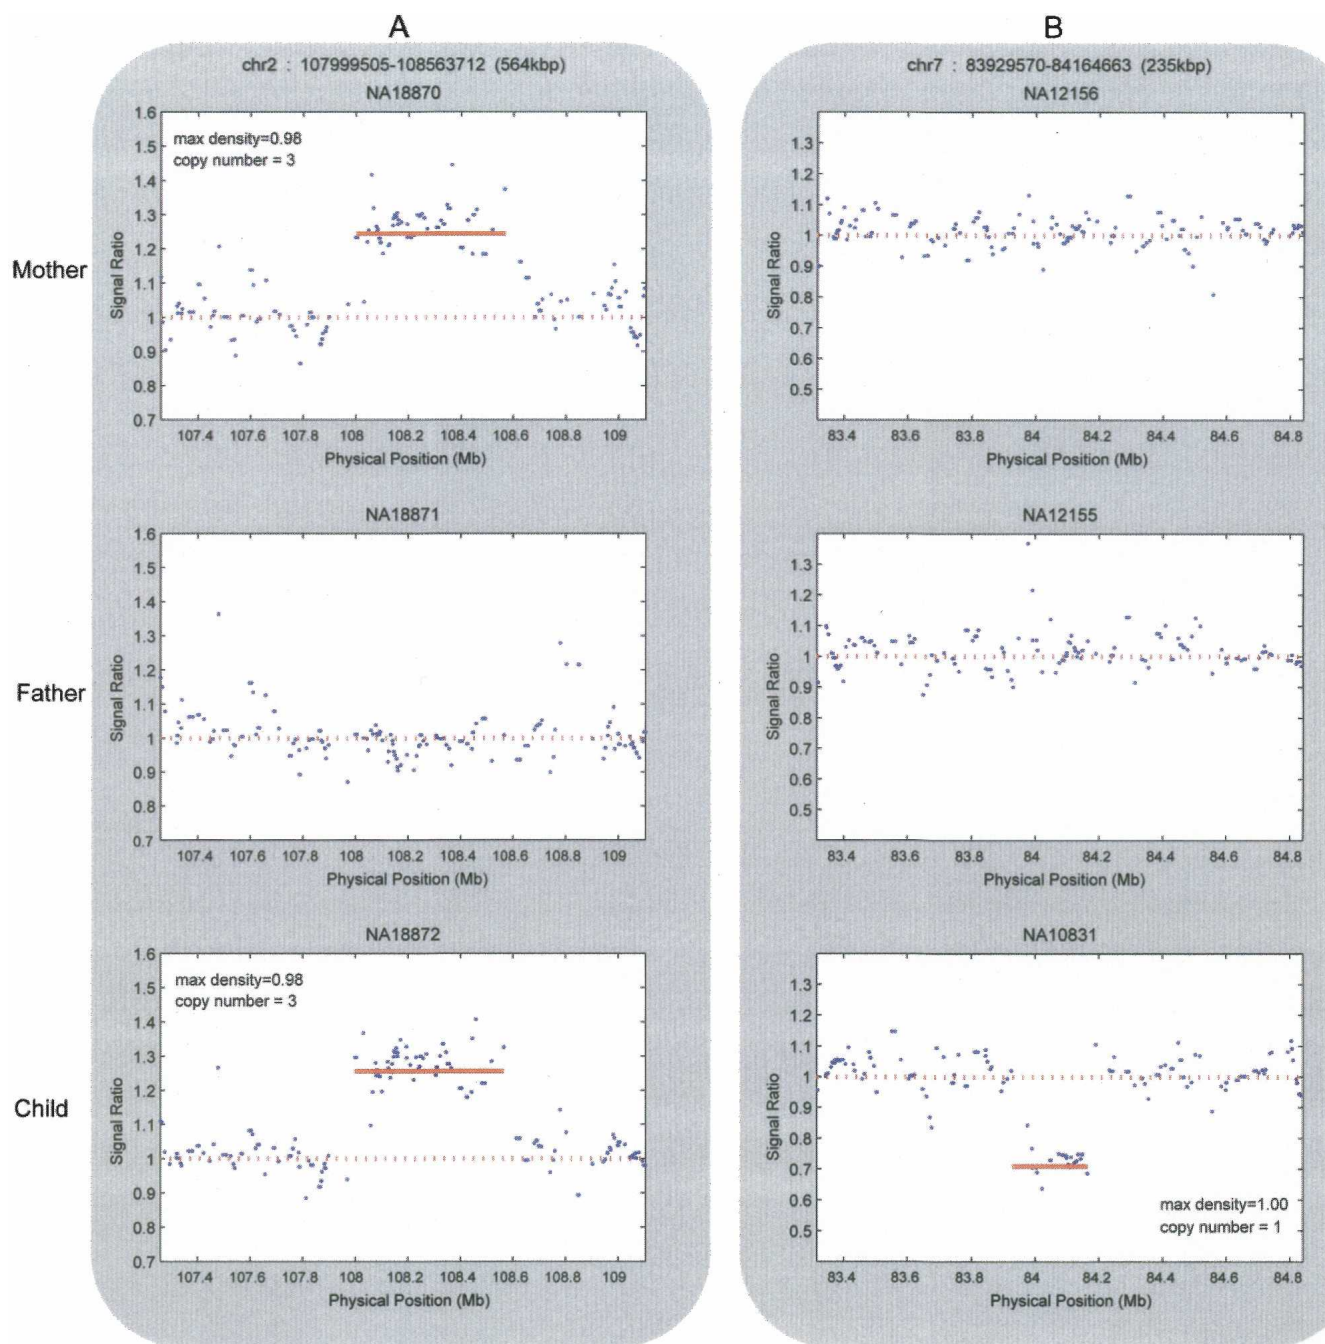 A
chr2 : 107999505-108563712 (564kbp)
NA18870
max density=0.98
copy number = 3
Signal Ratio
1.6
1.5
1.4
1.3
1.2
1.1
1
0.9
0.8
0.7
107.4 107.6 107.8 108 108.2 108.4 108.6 108.8 109
Physical Position (Mb)
B
chr7 : 83929570-84164663 (235kbp)
NA12156
Signal Ratio
1.3
1.2
1.1
1
0.9
0.8
0.7
0.6
0.5
83.4 83.6 83.8 84 84.2 84.4 84.6 84.8
Physical Position (Mb)
Mother
NA18871
Signal Ratio
1.6
1.5
1.4
1.3
1.2
1.1
1
0.9
0.8
0.7
107.4 107.6 107.8 108 108.2 108.4 108.6 108.8 109
Physical Position (Mb)
NA12155
Signal Ratio
1.3
1.2
1.1
1
0.9
0.8
0.7
0.6
0.5
83.4 83.6 83.8 84 84.2 84.4 84.6 84.8
Physical Position (Mb)
Father
NA18872
max density=0.98
copy number = 3
Signal Ratio
1.6
1.5
1.4
1.3
1.2
1.1
1
0.9
0.8
0.7
107.4 107.6 107.8 108 108.2 108.4 108.6 108.8 109
Physical Position (Mb)
NA10831
Signal Ratio
1.3
1.2
1.1
1
0.9
0.8
0.7
0.6
0.5
max density=1.00
copy number = 1
83.4 83.6 83.8 84 84.2 84.4 84.6 84.8
Physical Position (Mb)
Child